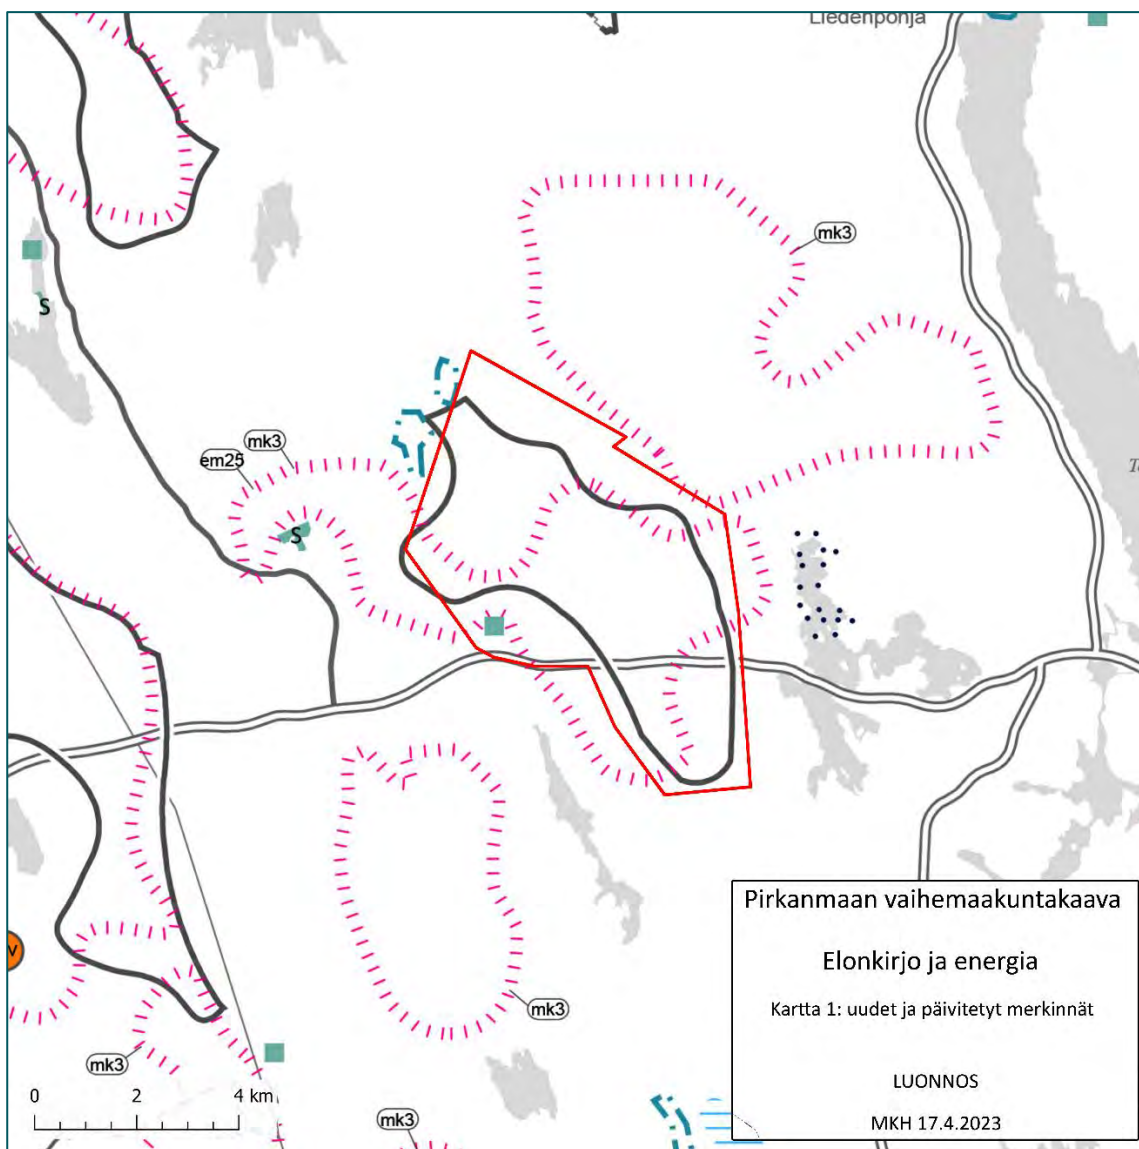 Liedenpohja
mk3
S
mk3
em25
S
mk3
mk3
mk3
V
0 2 4 km
Pirkanmaan vaihemaakuntakaava
Elonkirjo ja energia
Kartta 1: uudet ja päivitetyt merkinnät
LUONNOS
MKH 17.4.2023